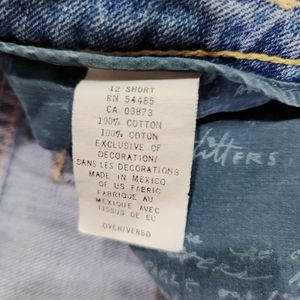 12 SHORT
RN 54485
CA 03873
100% COTTON
100% COTON
EXCLUSIVE OF
DECORATION/
SANS LES DECORATIONS
MADE IN MEXICO
OF US FABRIC
FABRIQUE AU
MEXIQUE AVEC
TISSUS DE EU
OVER/VERSO